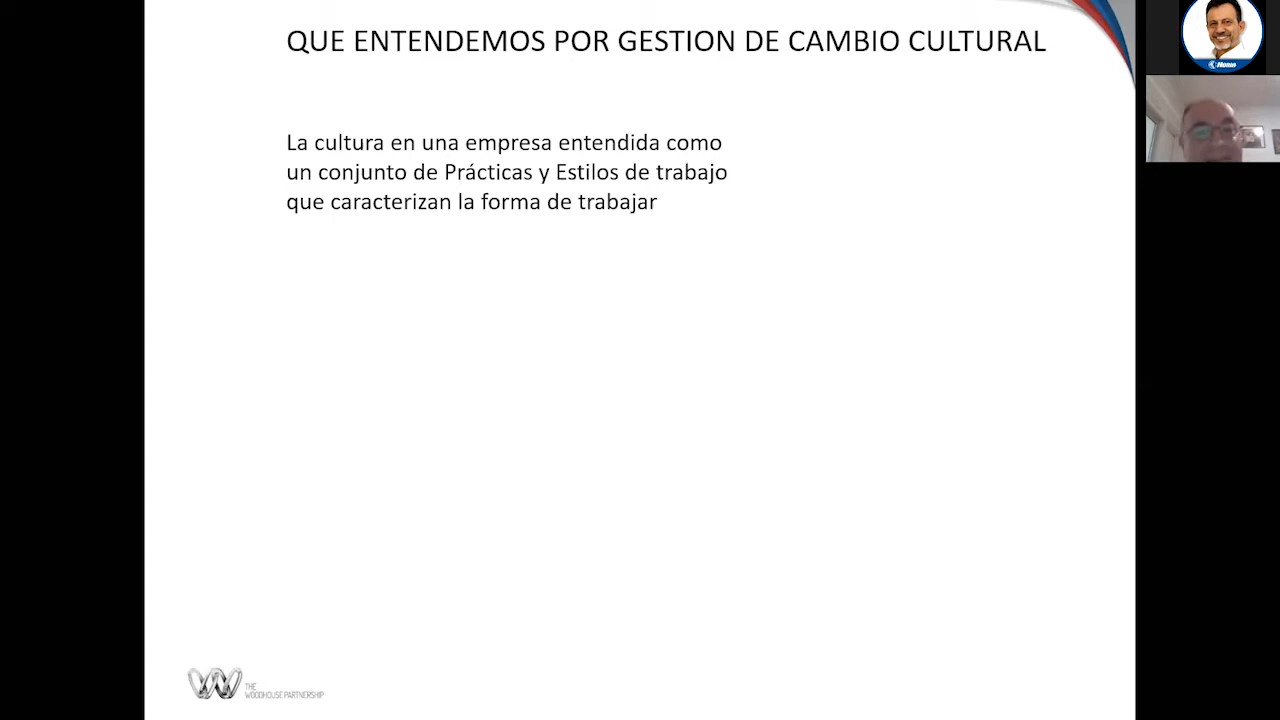 QUE ENTENDEMOS POR GESTION DE CAMBIO CULTURAL
La cultura en una empresa entendida como
un conjunto de Prácticas y Estilos de trabajo
que caracterizan la forma de trabajar
THE
WOODHOUSE PARTNERSHIP